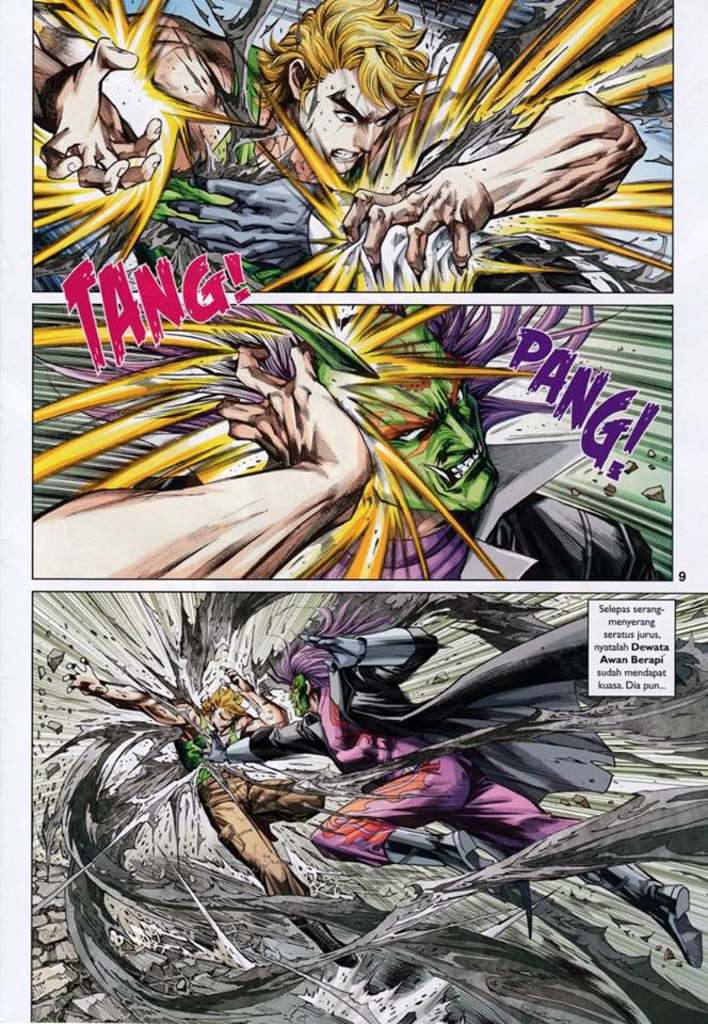 TANG!
PANG!
9
Selepas serang-
menyerang
seratus jurus,
nyatalah Dewata
Awan Berapi
sudah mendapat
kuasa. Dia pun...